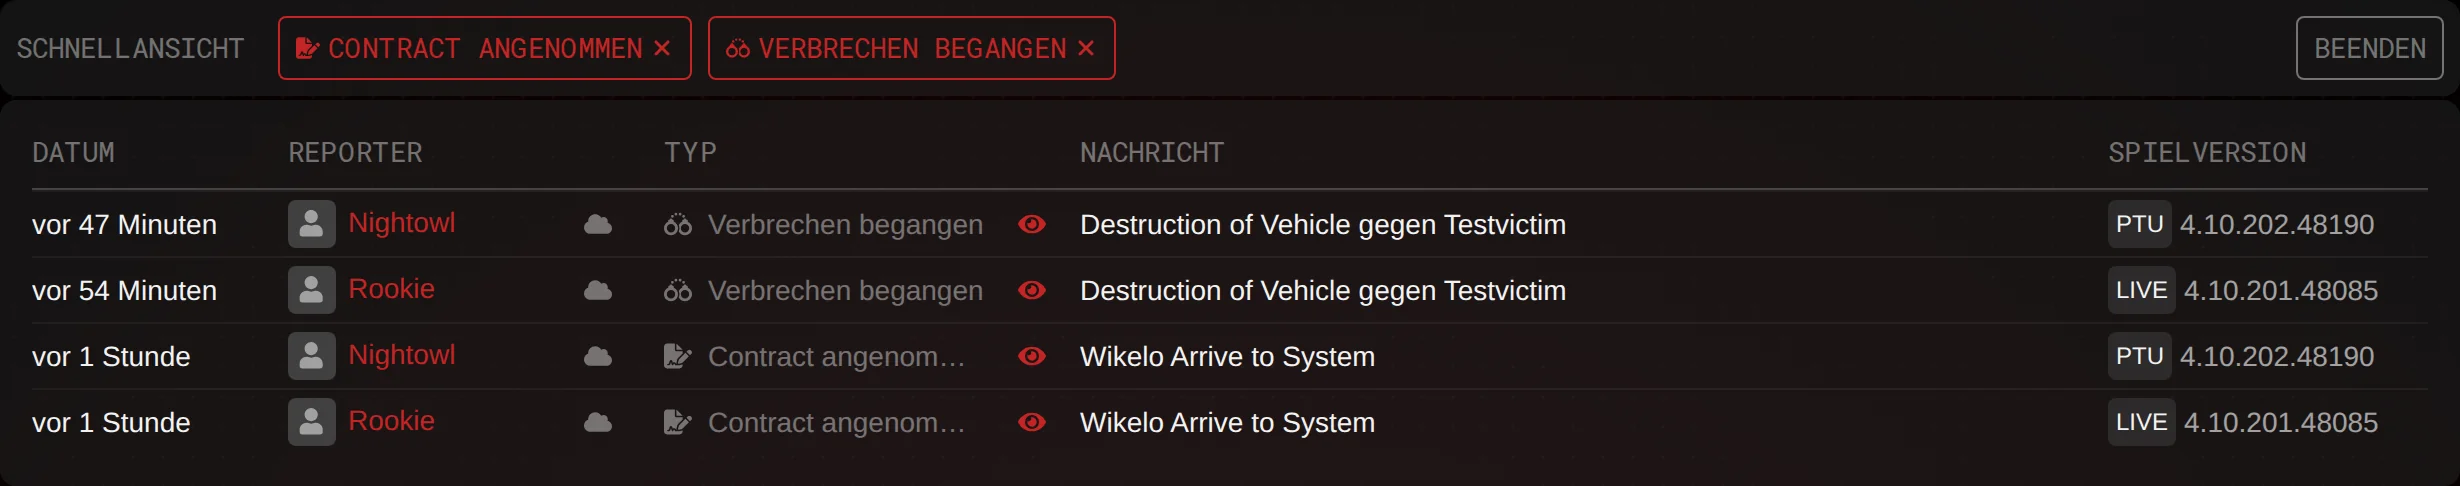 SCHNELLANSICHT CONTRACT ANGENOMMEN × VERBRECHEN BEGANGEN × BEENDEN
DATUM REPORTER TYP NACHRICHT SPIELVERSION
vor 47 Minuten Nightowl Verbrechen begangen Destruction of Vehicle gegen Testvictim PTU 4.10.202.48190
vor 54 Minuten Rookie Verbrechen begangen Destruction of Vehicle gegen Testvictim LIVE 4.10.201.48085
vor 1 Stunde Nightowl Contract angenom… Wikelo Arrive to System PTU 4.10.202.48190
vor 1 Stunde Rookie Contract angenom… Wikelo Arrive to System LIVE 4.10.201.48085